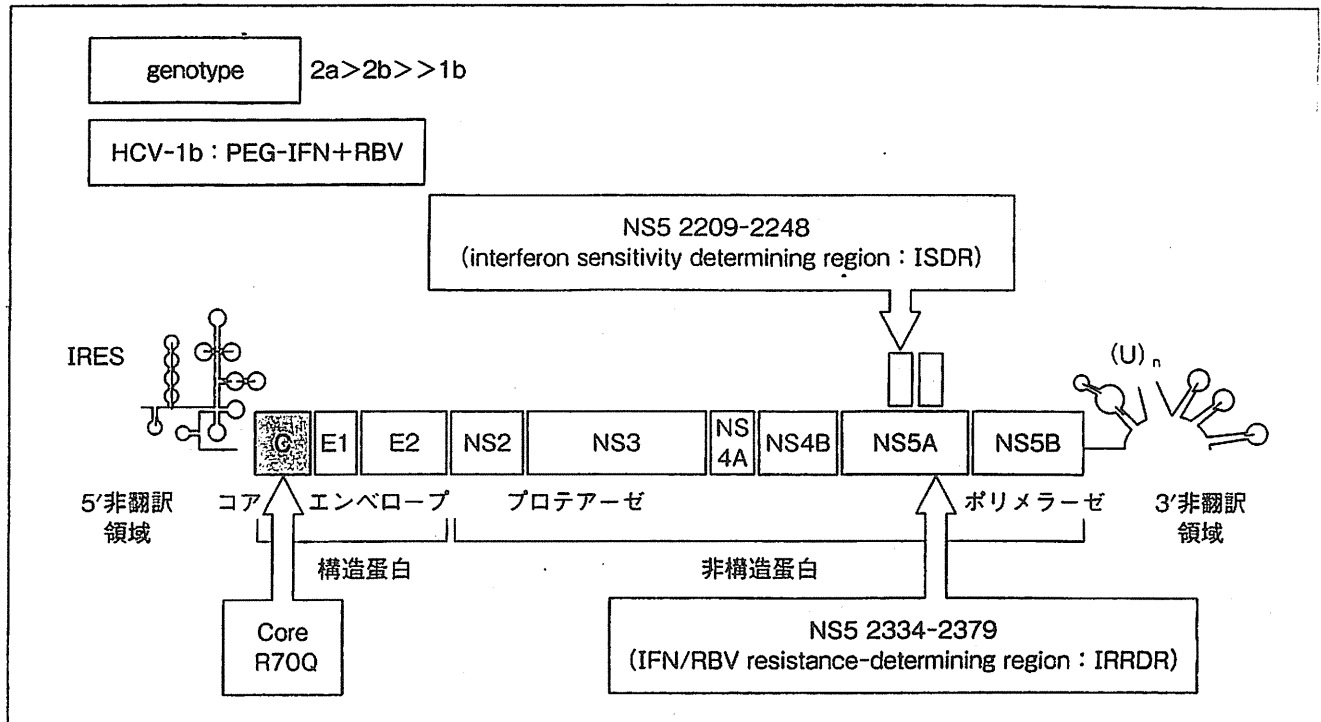 genotype 2a>2b>>1b
HCV-1b：PEG-IFN+RBV
NS5 2209-2248
(interferon sensitivity determining region：ISDR)
IRES
(U)n
C E1 E2 NS2 NS3 NS4A NS4B NS5A NS5B
5′非翻訳領域 コア エンベロープ プロテアーゼ ポリメラーゼ 3′非翻訳領域
構造蛋白 非構造蛋白
Core
R70Q
NS5 2334-2379
(IFN/RBV resistance-determining region：IRRDR)